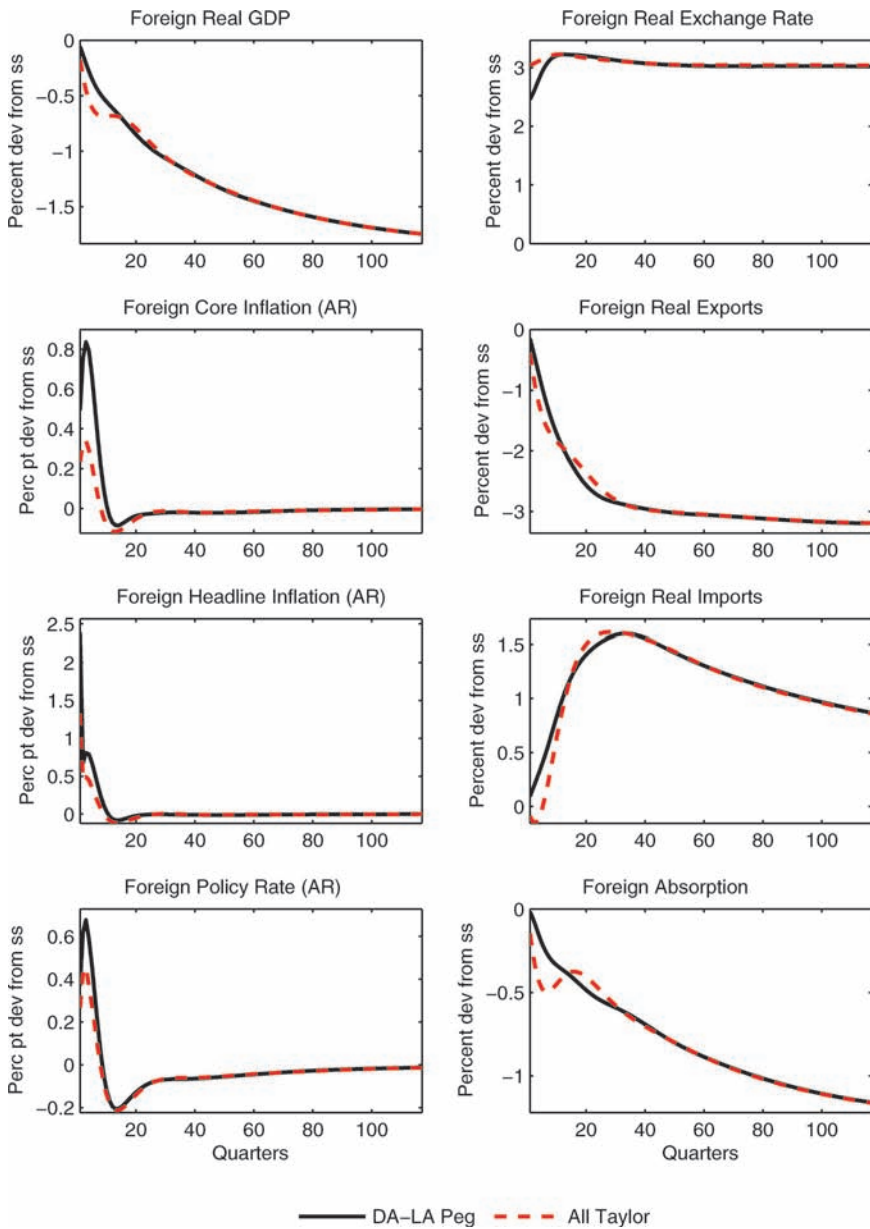 Foreign Real GDP
Percent dev from ss
0
−0.5
−1
−1.5
20 40 60 80 100
Foreign Real Exchange Rate
Percent dev from ss
3
2
1
0
20 40 60 80 100
Foreign Core Inflation (AR)
Perc pt dev from ss
0.8
0.6
0.4
0.2
0
20 40 60 80 100
Foreign Real Exports
Percent dev from ss
0
−1
−2
−3
20 40 60 80 100
Foreign Headline Inflation (AR)
Perc pt dev from ss
2.5
2
1.5
1
0.5
0
20 40 60 80 100
Foreign Real Imports
Percent dev from ss
1.5
1
0.5
0
20 40 60 80 100
Foreign Policy Rate (AR)
Perc pt dev from ss
0.6
0.4
0.2
0
−0.2
20 40 60 80 100
Quarters
Foreign Absorption
Percent dev from ss
0
−0.5
−1
20 40 60 80 100
Quarters
DA−LA Peg All Taylor